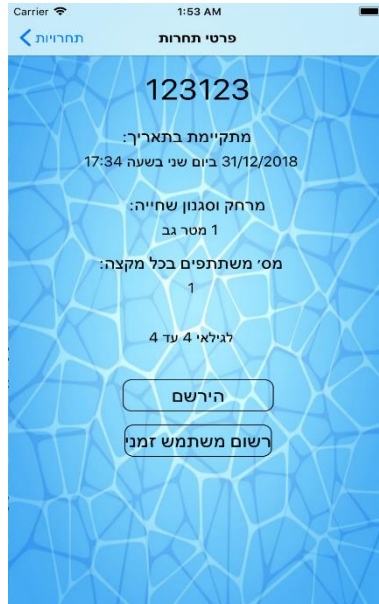 Carrier 1:53 AM
תחרויות פרטי תחרות
123123
מתקיימת בתאריך:
31/12/2018 ביום שני בשעה 17:34
מרחק וסגנון שחייה:
1 מטר גב
מס׳ משתתפים בכל מקצה:
1
לגילאי 4 עד 4
הירשם
רשום משתמש זמני